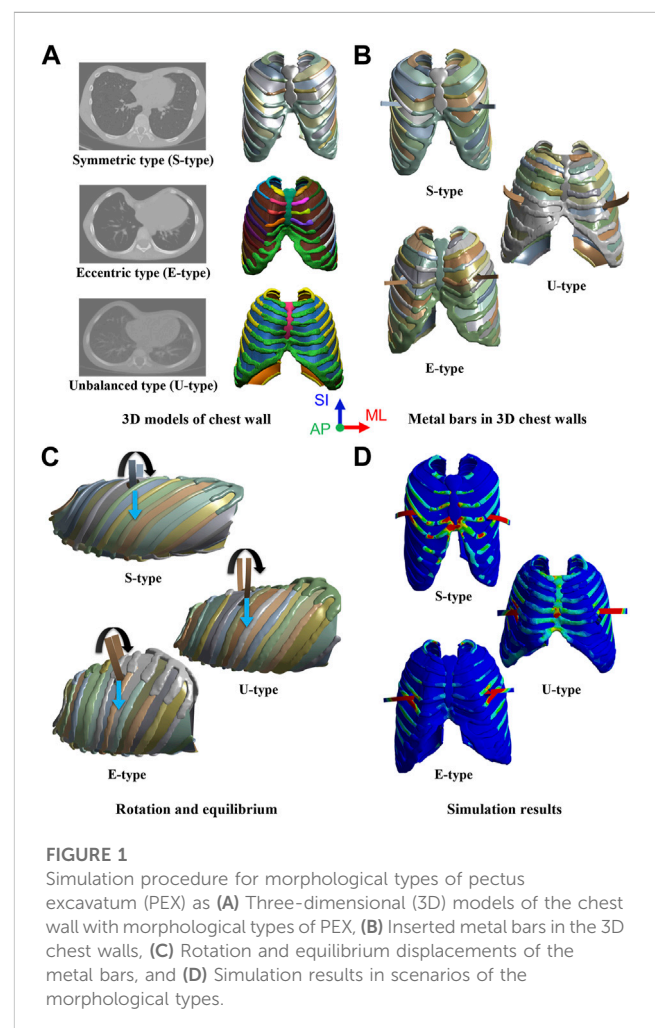 A
B
Symmetric type (S-type)
S-type
Eccentric type (E-type)
U-type
Unbalanced type (U-type)
E-type
SI
ML
AP
3D models of chest wall
Metal bars in 3D chest walls
C
D
S-type
S-type
U-type
U-type
E-type
E-type
Rotation and equilibrium
Simulation results
FIGURE 1
Simulation procedure for morphological types of pectus
excavatum (PEX) as (A) Three-dimensional (3D) models of the chest
wall with morphological types of PEX, (B) Inserted metal bars in the 3D
chest walls, (C) Rotation and equilibrium displacements of the
metal bars, and (D) Simulation results in scenarios of the
morphological types.